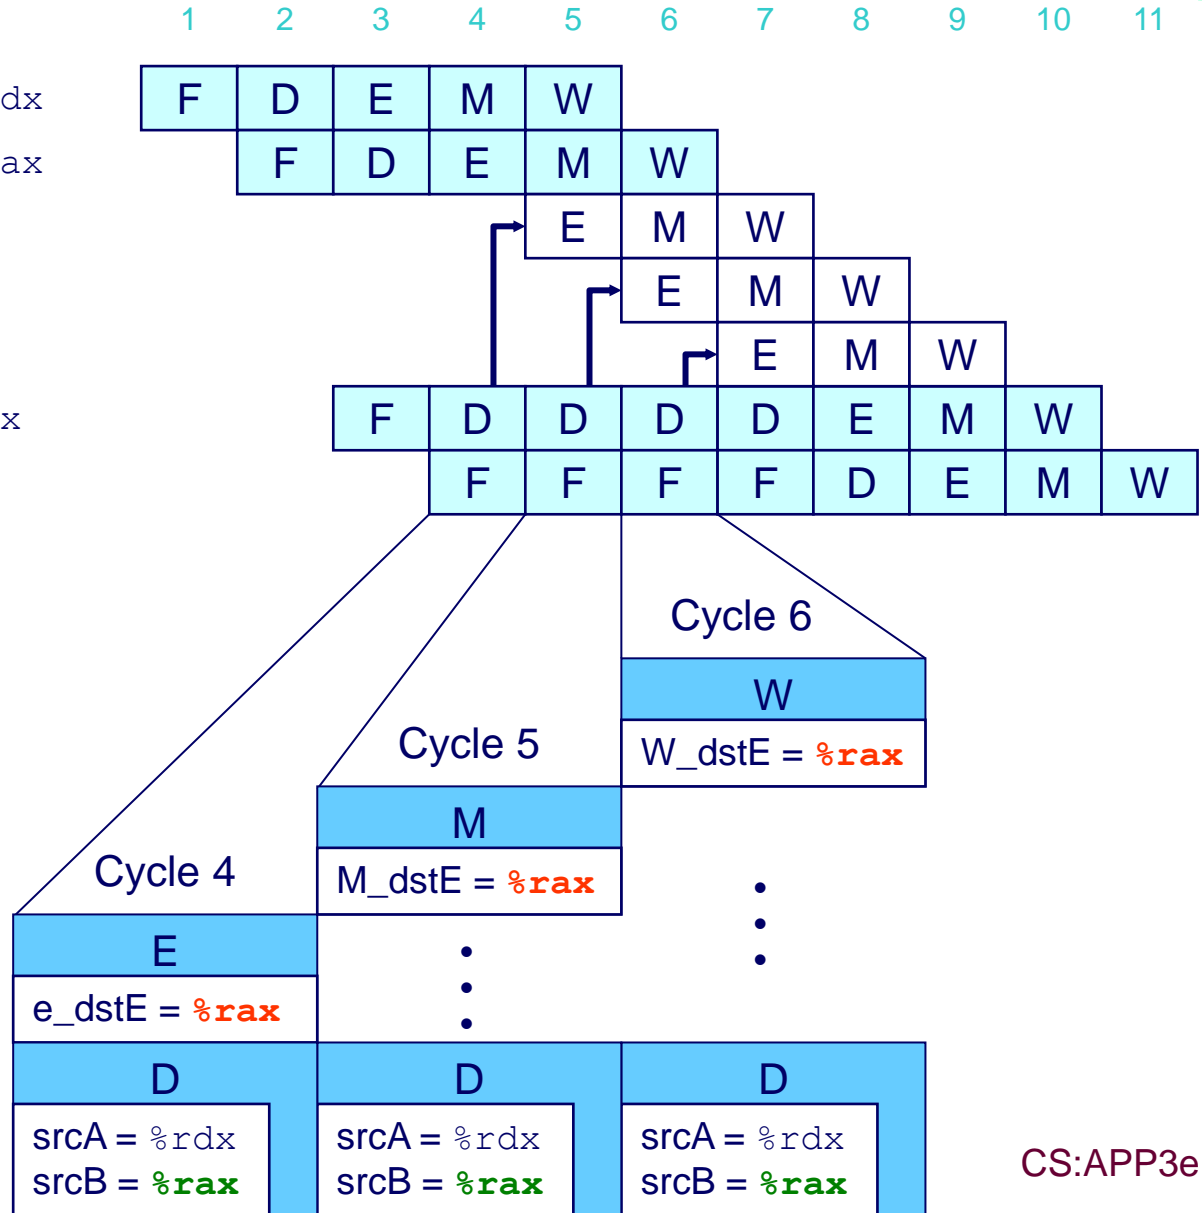 1 2 3 4 5 6 7 8 9 10 11
dx F D E M W
ax F D E M W
E M W
E M W
E M W
x F D D D D E M W
F F F F D E M W
Cycle 6
W
W_dstE = %rax
Cycle 5
M
M_dstE = %rax
Cycle 4
E
e_dstE = %rax
D D D
srcA = %rdx srcA = %rdx srcA = %rdx
srcB = %rax srcB = %rax srcB = %rax
CS:APP3e